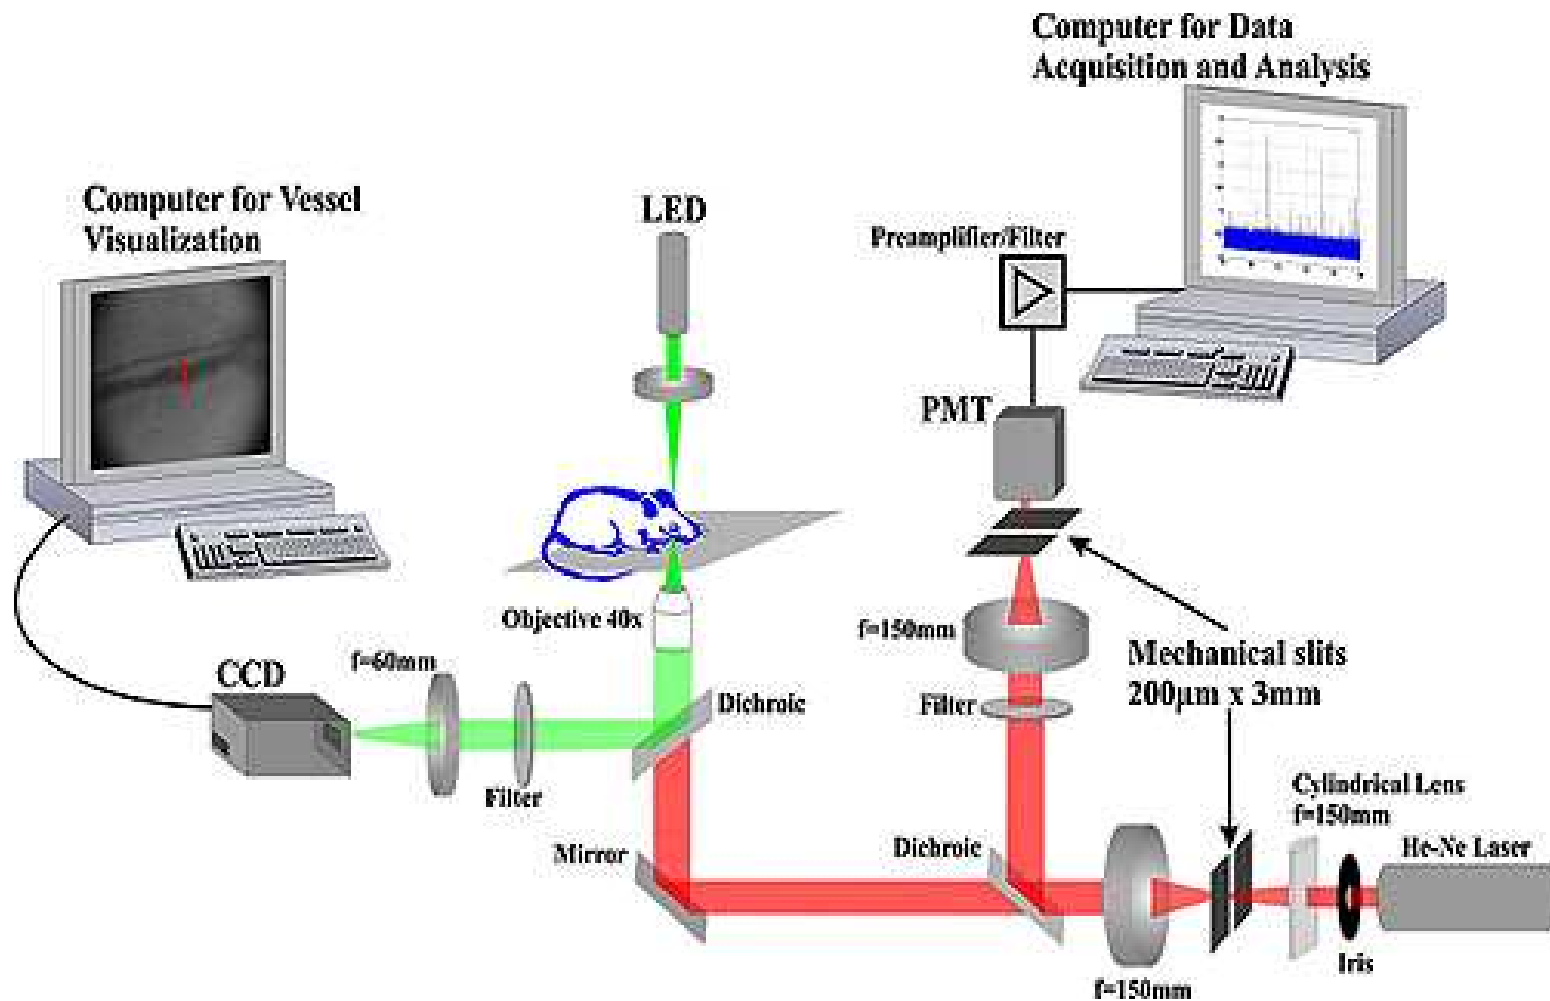 Computer for Data
Acquisition and Analysis
Computer for Vessel
Visualization
LED
Preamplifier/Filter
PMT
Objective 40x
f=150mm
Mechanical slits
200µm x 3mm
f=60mm
CCD
Dichroic
Filter
Filter
Cylindrical Lens
f=150mm
Mirror
Dichroic
He-Ne Laser
Iris
f=150mm